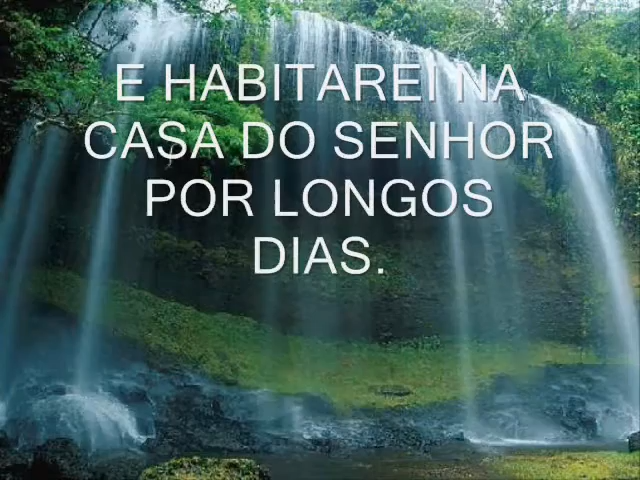 E HABITAREI NA
CASA DO SENHOR
POR LONGOS
DIAS.